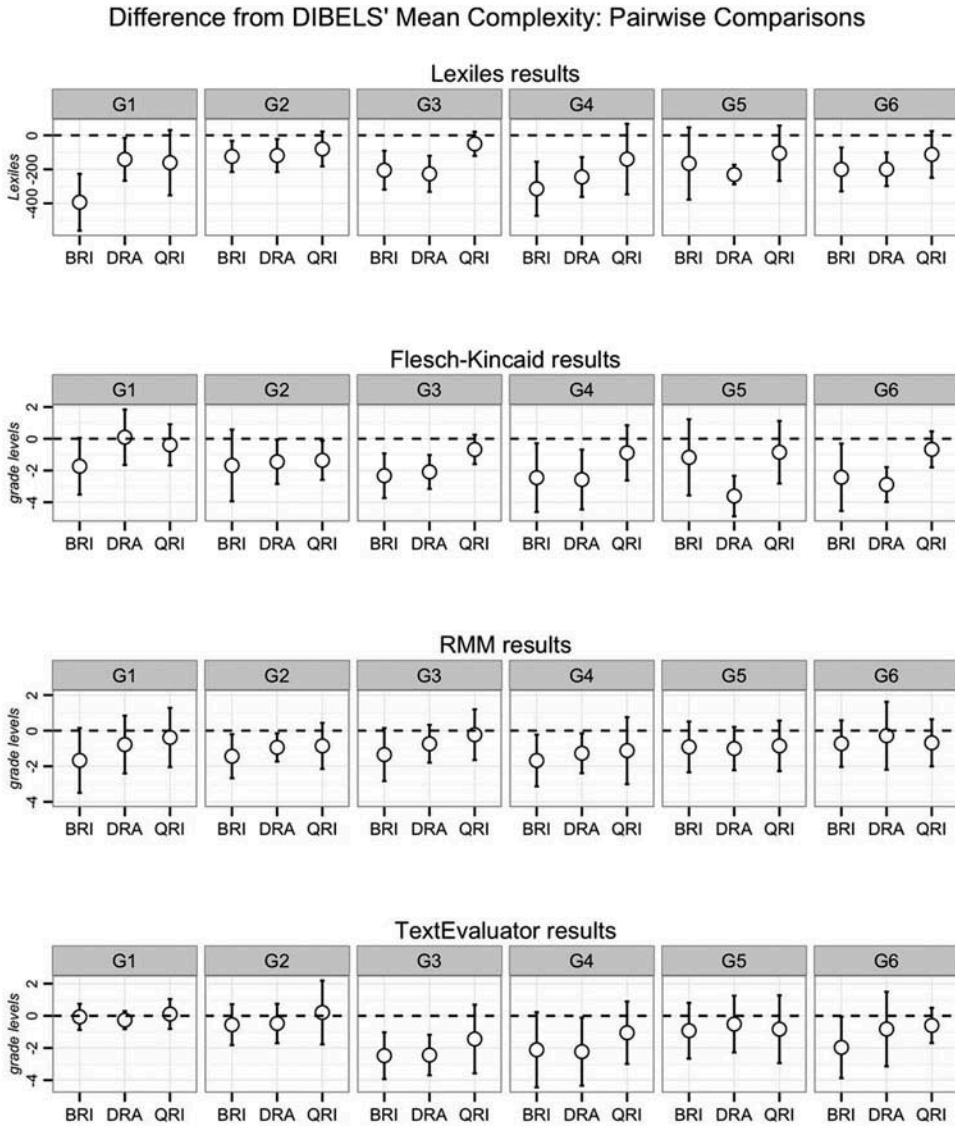 Difference from DIBELS' Mean Complexity: Pairwise Comparisons
Lexiles results
G1 G2 G3 G4 G5 G6
Lexiles
0
-200
-400
BRI DRA QRI BRI DRA QRI BRI DRA QRI BRI DRA QRI BRI DRA QRI BRI DRA QRI
Flesch-Kincaid results
G1 G2 G3 G4 G5 G6
grade levels
2
0
-2
-4
BRI DRA QRI BRI DRA QRI BRI DRA QRI BRI DRA QRI BRI DRA QRI BRI DRA QRI
RMM results
G1 G2 G3 G4 G5 G6
grade levels
2
0
-2
-4
BRI DRA QRI BRI DRA QRI BRI DRA QRI BRI DRA QRI BRI DRA QRI BRI DRA QRI
TextEvaluator results
G1 G2 G3 G4 G5 G6
grade levels
2
0
-2
-4
BRI DRA QRI BRI DRA QRI BRI DRA QRI BRI DRA QRI BRI DRA QRI BRI DRA QRI